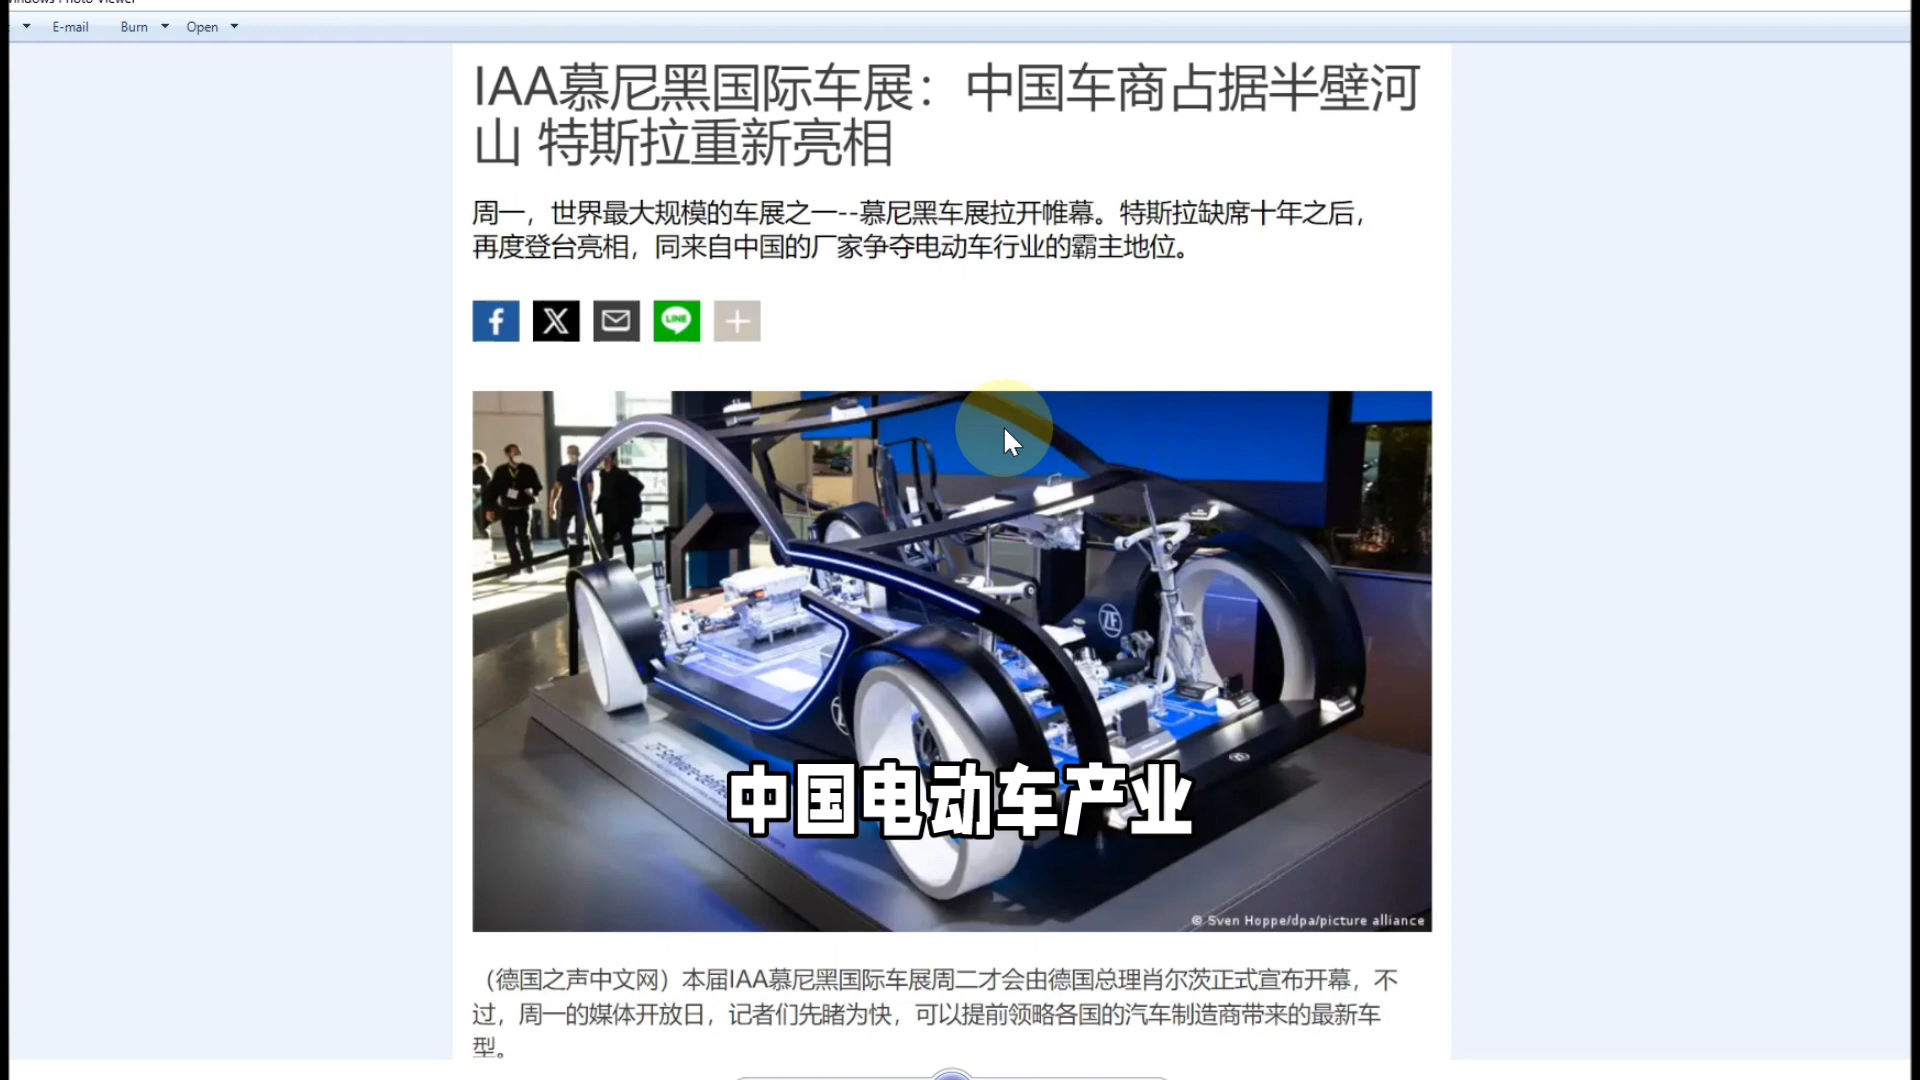 E-mail
Burn
Open
IAA慕尼黑国际车展：中国车商占据半壁河
山 特斯拉重新亮相
周一，世界最大规模的车展之一--慕尼黑车展拉开帷幕。特斯拉缺席十年之后，
再度登台亮相，同来自中国的厂家争夺电动车行业的霸主地位。
LINE
ZF
中国电动车产业
© Sven Hoppe/dpa/picture alliance
（德国之声中文网）本届IAA慕尼黑国际车展周二才会由德国总理肖尔茨正式宣布开幕，不
过，周一的媒体开放日，记者们先睹为快，可以提前领略各国的汽车制造商带来的最新车
型。